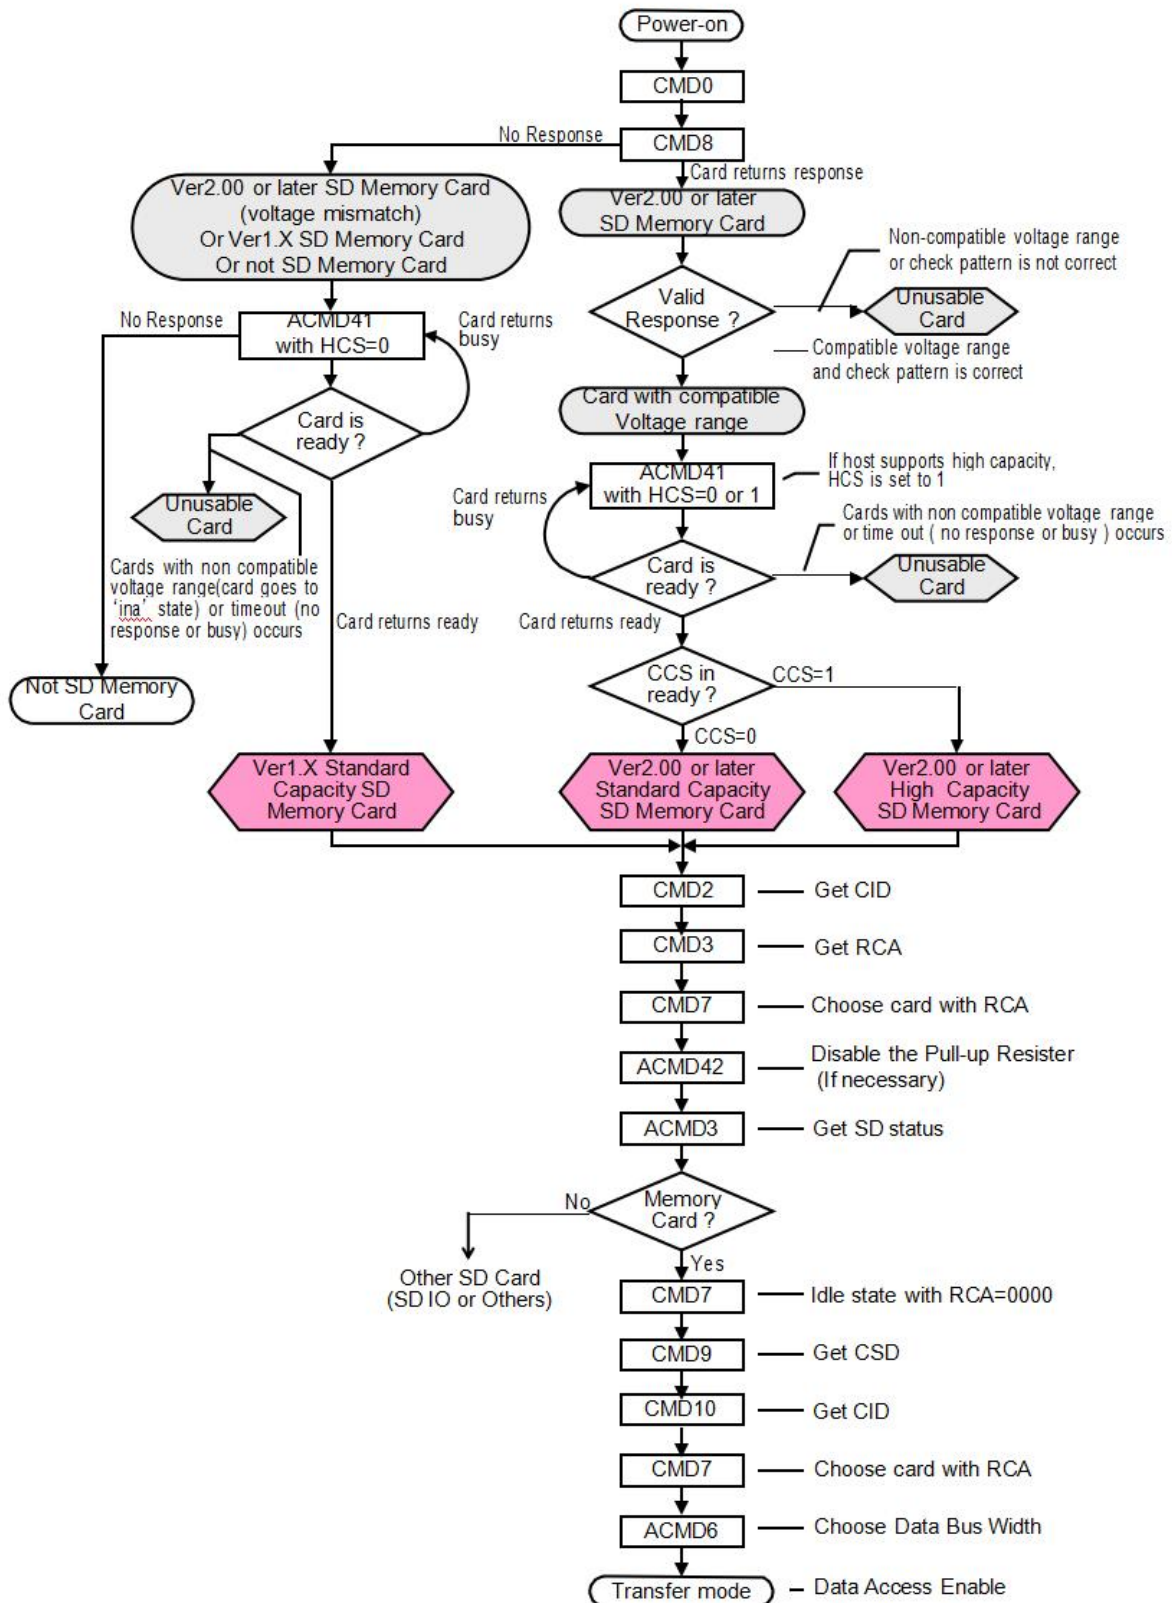 Power-on
CMD0
No Response
CMD8
Card returns response
Ver2.00 or later SD Memory Card
(voltage mismatch)
Or Ver1.X SD Memory Card
Or not SD Memory Card
Ver2.00 or later
SD Memory Card
Non-compatible voltage range
or check pattern is not correct
Valid
Response ?
Unusable
Card
Compatible voltage range
and check pattern is correct
No Response
ACMD41
with HCS=0
Card returns
busy
Card is
ready ?
Card with compatible
Voltage range
ACMD41
with HCS=0 or 1
If host supports high capacity,
HCS is set to 1
Card returns
busy
Unusable
Card
Cards with non compatible voltage range
or time out ( no response or busy ) occurs
Card is
ready ?
Unusable
Card
Cards with non compatible
voltage range(card goes to
‘ina’ state) or timeout (no
response or busy) occurs
Card returns ready
Card returns ready
Not SD Memory
Card
CCS in
ready ?
CCS=1
CCS=0
Ver1.X Standard
Capacity SD
Memory Card
Ver2.00 or later
Standard Capacity
SD Memory Card
Ver2.00 or later
High Capacity
SD Memory Card
CMD2
Get CID
CMD3
Get RCA
CMD7
Choose card with RCA
ACMD42
Disable the Pull-up Resister
(If necessary)
ACMD3
Get SD status
No
Memory
Card ?
Yes
Other SD Card
(SD IO or Others)
CMD7
Idle state with RCA=0000
CMD9
Get CSD
CMD10
Get CID
CMD7
Choose card with RCA
ACMD6
Choose Data Bus Width
Transfer mode
Data Access Enable